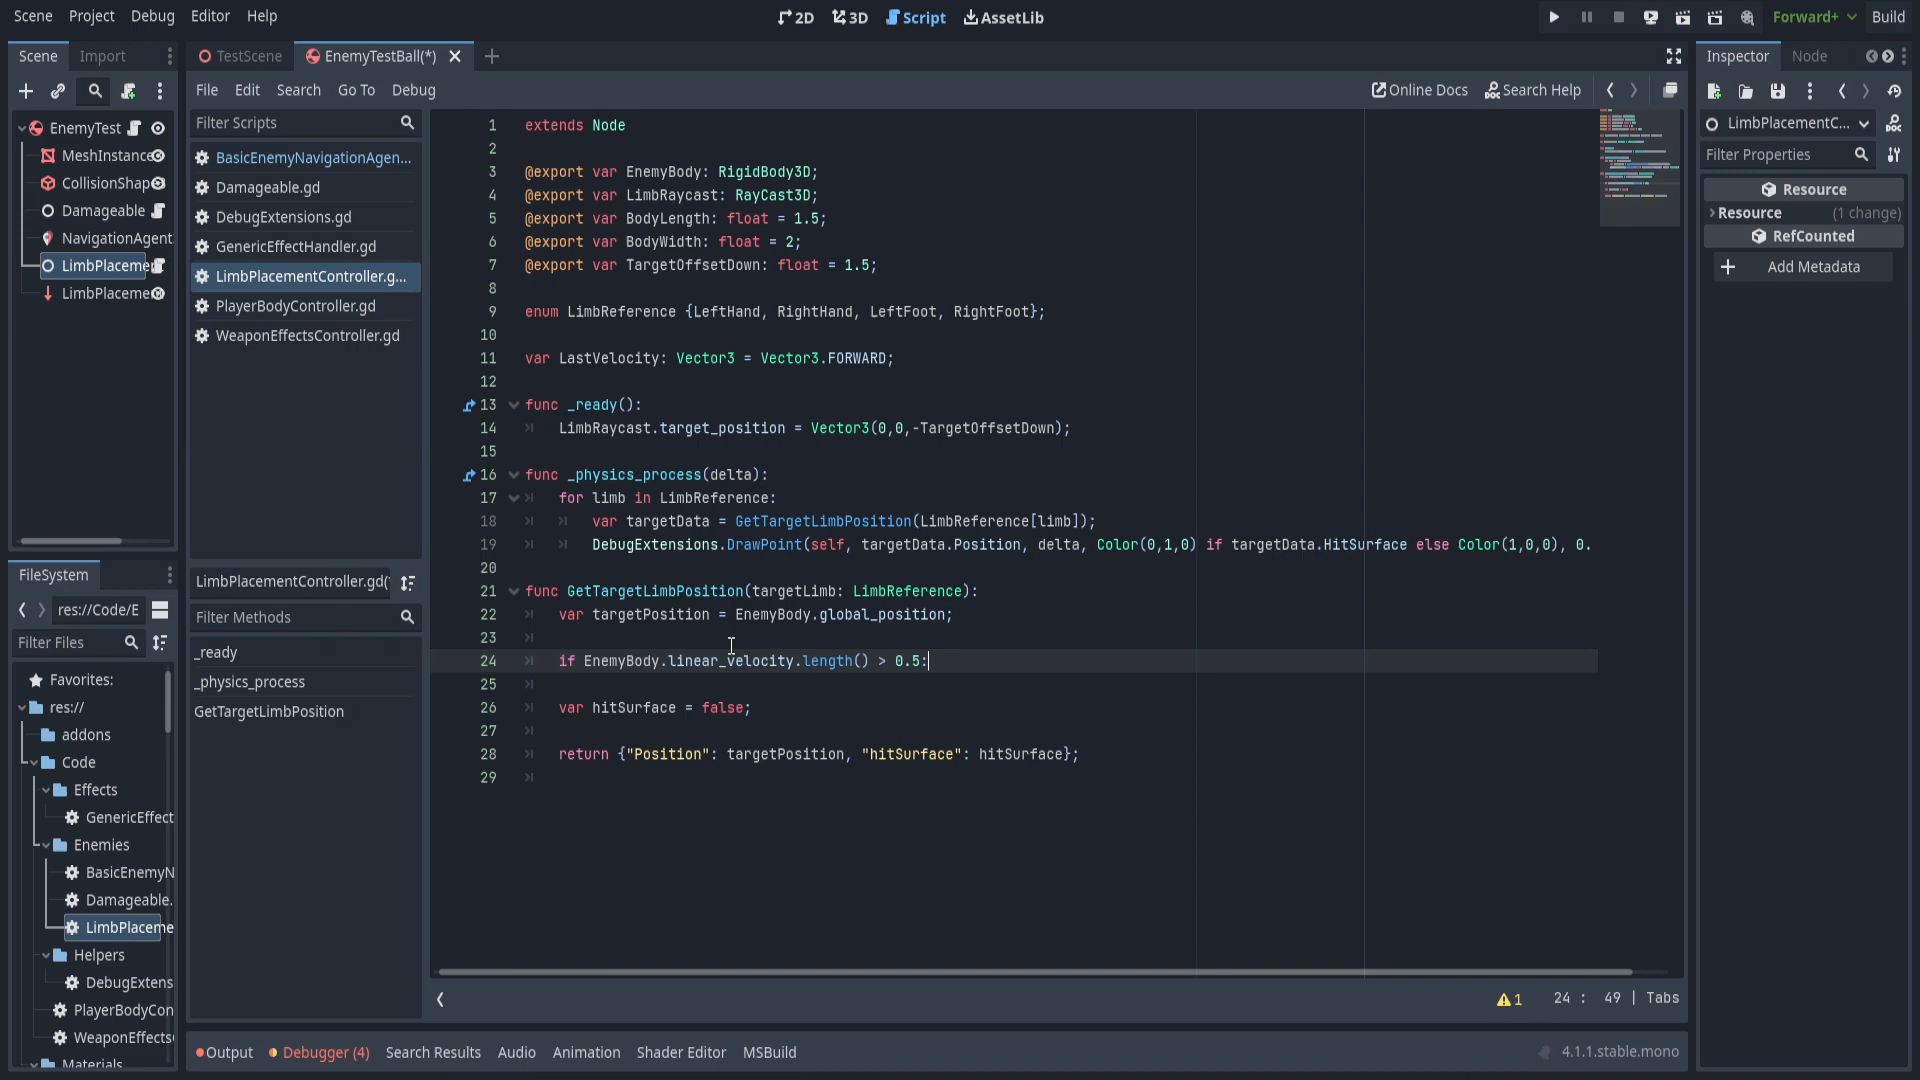 Scene Project Debug Editor Help
2D 3D Script AssetLib
Forward+ Build
Scene Import
TestScene EnemyTestBall(*)
Inspector Node
File Edit Search Go To Debug
Online Docs Search Help
EnemyTest
MeshInstance
CollisionShap
Damageable
NavigationAgent
LimbPlaceme
LimbPlaceme
Filter Scripts
BasicEnemyNavigationAgen...
Damageable.gd
DebugExtensions.gd
GenericEffectHandler.gd
LimbPlacementController.g...
PlayerBodyController.gd
WeaponEffectsController.gd
LimbPlacementController.gd(
Filter Methods
_ready
_physics_process
GetTargetLimbPosition
1 extends Node
2
3 @export var EnemyBody: RigidBody3D;
4 @export var LimbRaycast: RayCast3D;
5 @export var BodyLength: float = 1.5;
6 @export var BodyWidth: float = 2;
7 @export var TargetOffsetDown: float = 1.5;
8
9 enum LimbReference {LeftHand, RightHand, LeftFoot, RightFoot};
10
11 var LastVelocity: Vector3 = Vector3.FORWARD;
12
13 func _ready():
14 LimbRaycast.target_position = Vector3(0,0,-TargetOffsetDown);
15
16 func _physics_process(delta):
17 for limb in LimbReference:
18 var targetData = GetTargetLimbPosition(LimbReference[limb]);
19 DebugExtensions.DrawPoint(self, targetData.Position, delta, Color(0,1,0) if targetData.HitSurface else Color(1,0,0), 0.
20
21 func GetTargetLimbPosition(targetLimb: LimbReference):
22 var targetPosition = EnemyBody.global_position;
23
24 if EnemyBody.linear_velocity.length() > 0.5:
25
26 var hitSurface = false;
27
28 return {"Position": targetPosition, "hitSurface": hitSurface};
29
1 24 : 49 | Tabs
FileSystem
res://Code/E
Filter Files
Favorites:
res://
addons
Code
Effects
GenericEffect
Enemies
BasicEnemyN
Damageable.
LimbPlaceme
Helpers
DebugExtens
PlayerBodyCon
WeaponEffects
Materials
LimbPlacementC...
Filter Properties
Resource
Resource (1 change)
RefCounted
Add Metadata
Output Debugger (4) Search Results Audio Animation Shader Editor MSBuild
4.1.1.stable.mono